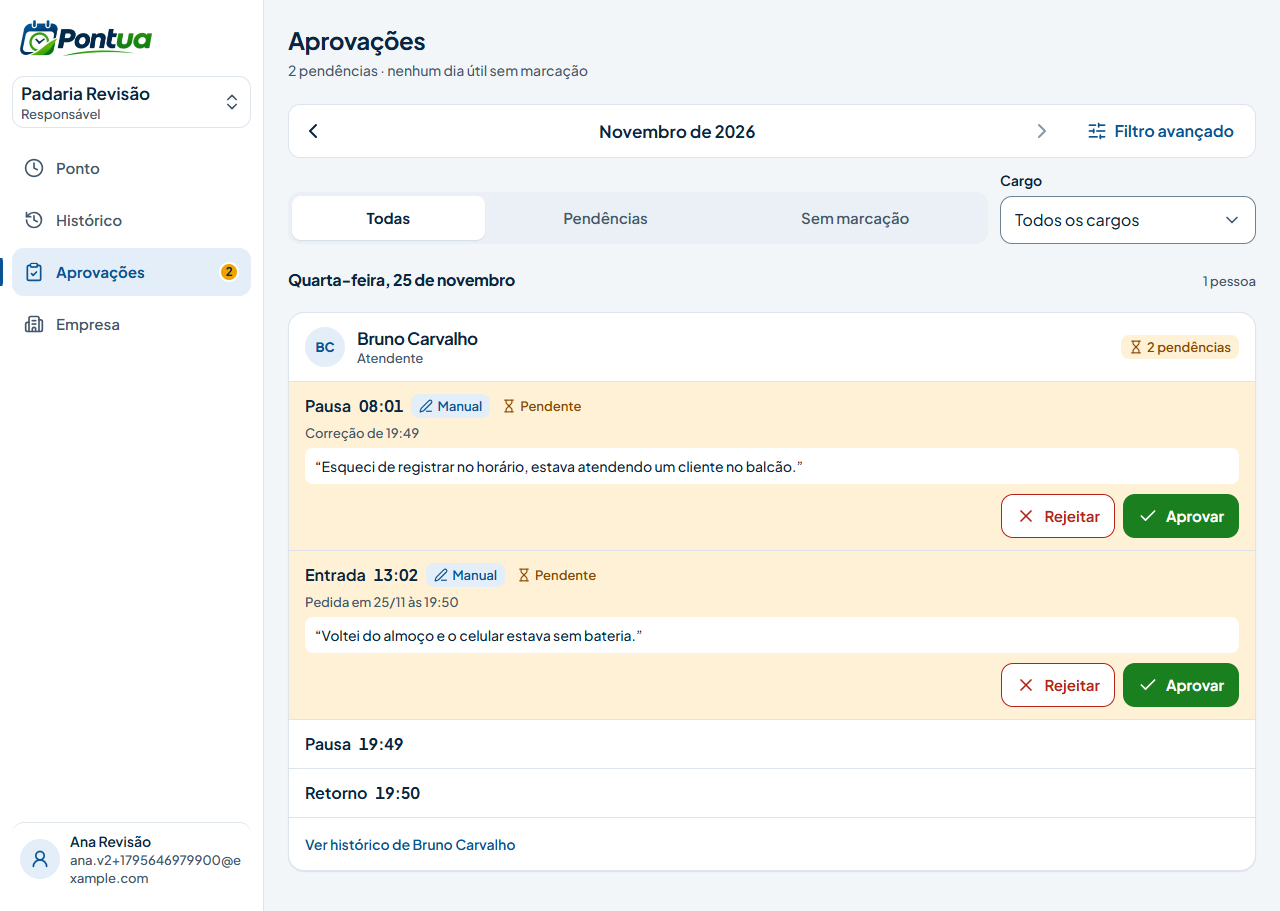 Pontua
Padaria Revisão
Responsável
Ponto
Histórico
Aprovações
2
Empresa
Ana Revisão
ana.v2+1795646979900@e
xample.com
Aprovações
2 pendências · nenhum dia útil sem marcação
Novembro de 2026
Filtro avançado
Todas
Pendências
Sem marcação
Cargo
Todos os cargos
Quarta-feira, 25 de novembro
1 pessoa
BC
Bruno Carvalho
Atendente
2 pendências
Pausa 08:01 Manual Pendente
Correção de 19:49
“Esqueci de registrar no horário, estava atendendo um cliente no balcão.”
Rejeitar
Aprovar
Entrada 13:02 Manual Pendente
Pedida em 25/11 às 19:50
“Voltei do almoço e o celular estava sem bateria.”
Rejeitar
Aprovar
Pausa 19:49
Retorno 19:50
Ver histórico de Bruno Carvalho